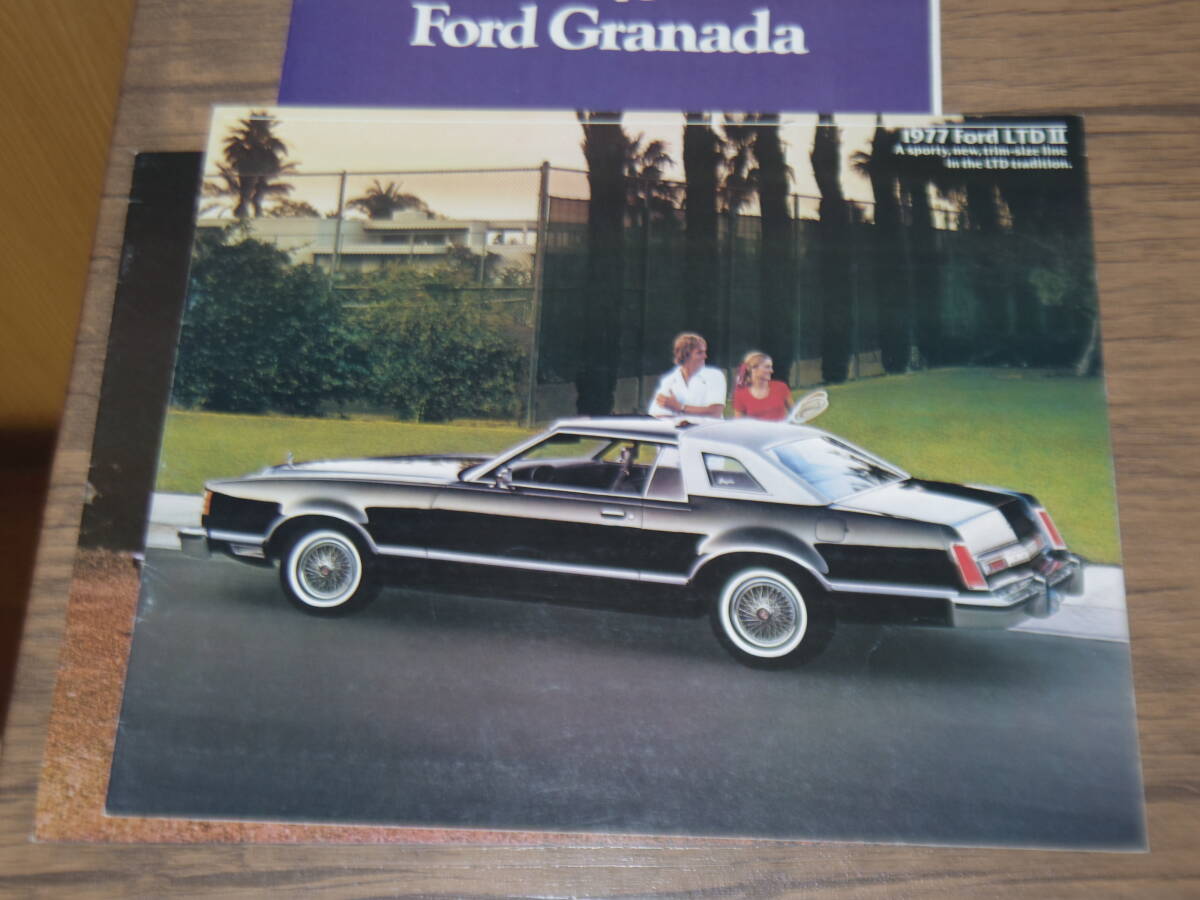 Ford Granada
1977 Ford LTD II
A sporty, new, trim-size line
in the LTD tradition.